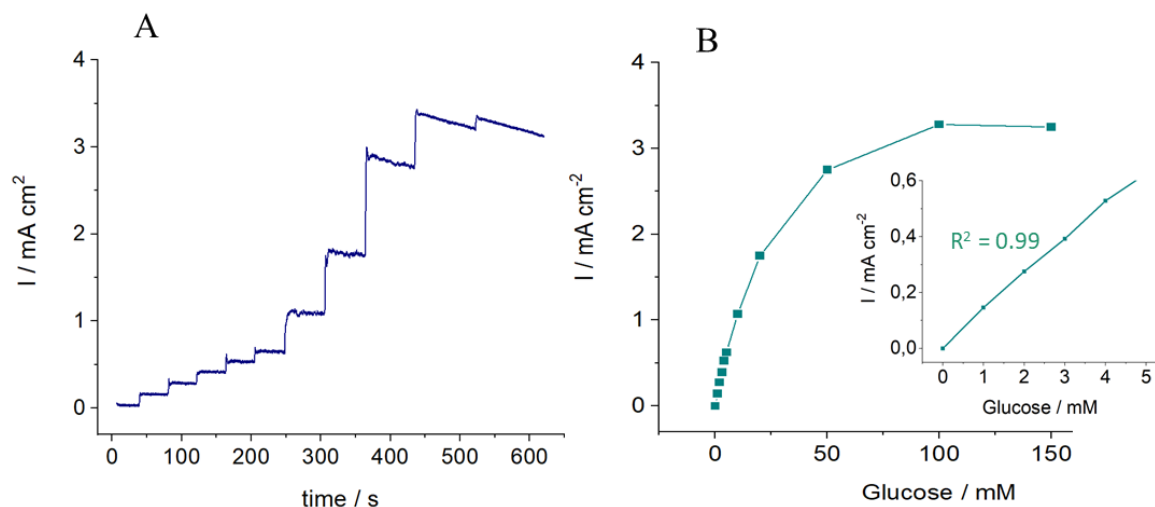 A
I / mA cm²
4
3
2
1
0
0 100 200 300 400 500 600
time / s
B
I / mA cm⁻²
4
3
2
1
0
0 50 100 150
Glucose / mM
I / mA cm⁻²
0,6
0,4
0,2
0,0
R² = 0.99
0 1 2 3 4 5
Glucose / mM